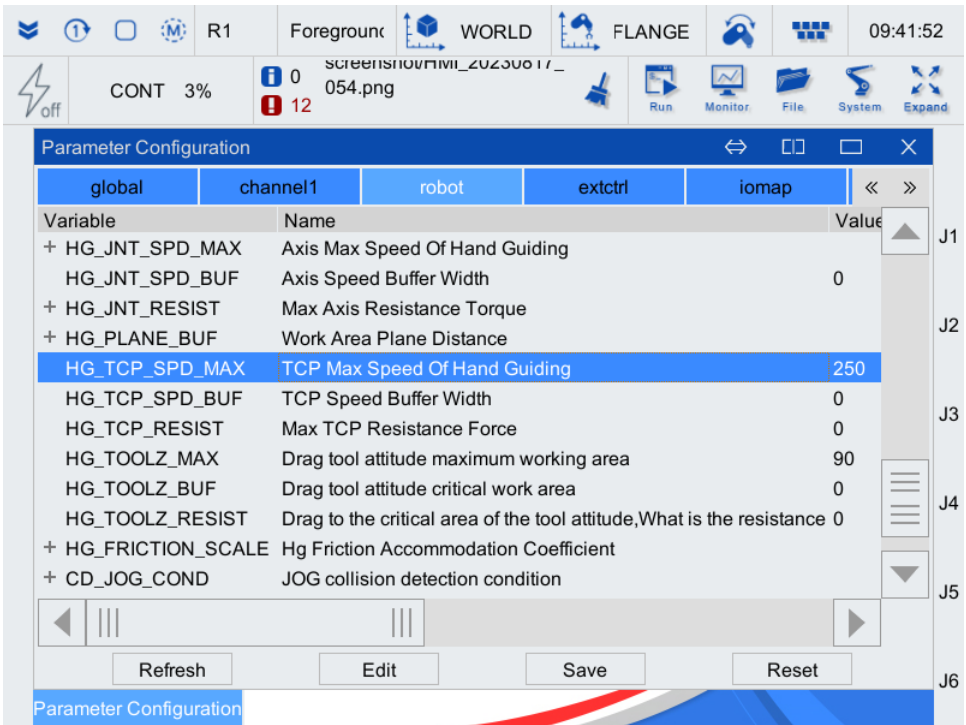 R1 Foregrounc WORLD FLANGE 09:41:52
off CONT 3% 0 12 screenshot/HMI_20230817_
054.png
Run Monitor File System Expand
Parameter Configuration
global channel1 robot extctrl iomap
Variable Name Value
HG_JNT_SPD_MAX Axis Max Speed Of Hand Guiding
HG_JNT_SPD_BUF Axis Speed Buffer Width 0
HG_JNT_RESIST Max Axis Resistance Torque
HG_PLANE_BUF Work Area Plane Distance
HG_TCP_SPD_MAX TCP Max Speed Of Hand Guiding 250
HG_TCP_SPD_BUF TCP Speed Buffer Width 0
HG_TCP_RESIST Max TCP Resistance Force 0
HG_TOOLZ_MAX Drag tool attitude maximum working area 90
HG_TOOLZ_BUF Drag tool attitude critical work area 0
HG_TOOLZ_RESIST Drag to the critical area of the tool attitude,What is the resistance 0
HG_FRICTION_SCALE Hg Friction Accommodation Coefficient
CD_JOG_COND JOG collision detection condition
J1
J2
J3
J4
J5
J6
Refresh Edit Save Reset
Parameter Configuration